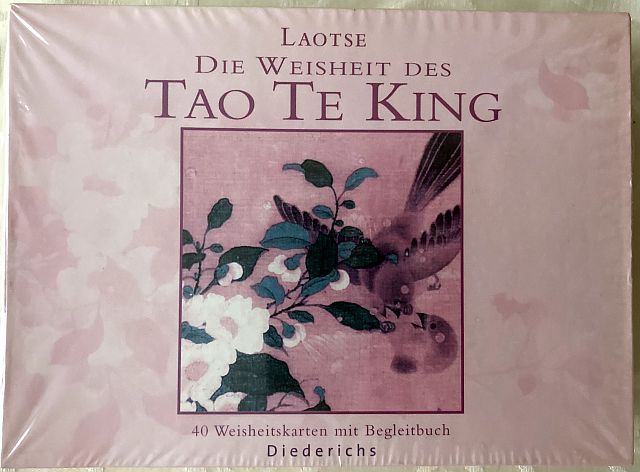 LAOTSE
DIE WEISHEIT DES
TAO TE KING
40 Weisheitskarten mit Begleitbuch
Diederichs